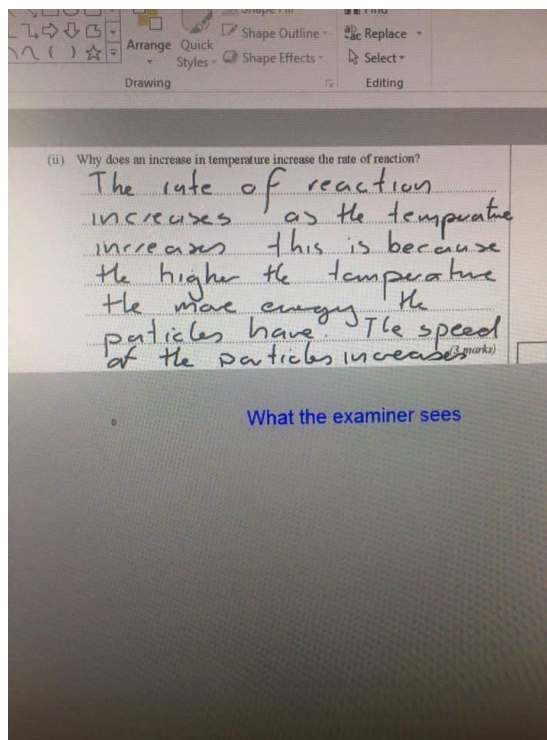 Shape Outline
Replace
Arrange Quick
Styles
Shape Effects
Select
Drawing
Editing
(ii) Why does an increase in temperature increase the rate of reaction?
The rate of reaction
increases as the temperature
increases this is because
the higher the temperature
the more energy the
particles have. The speed
of the particles increases
(3 marks)
What the examiner sees